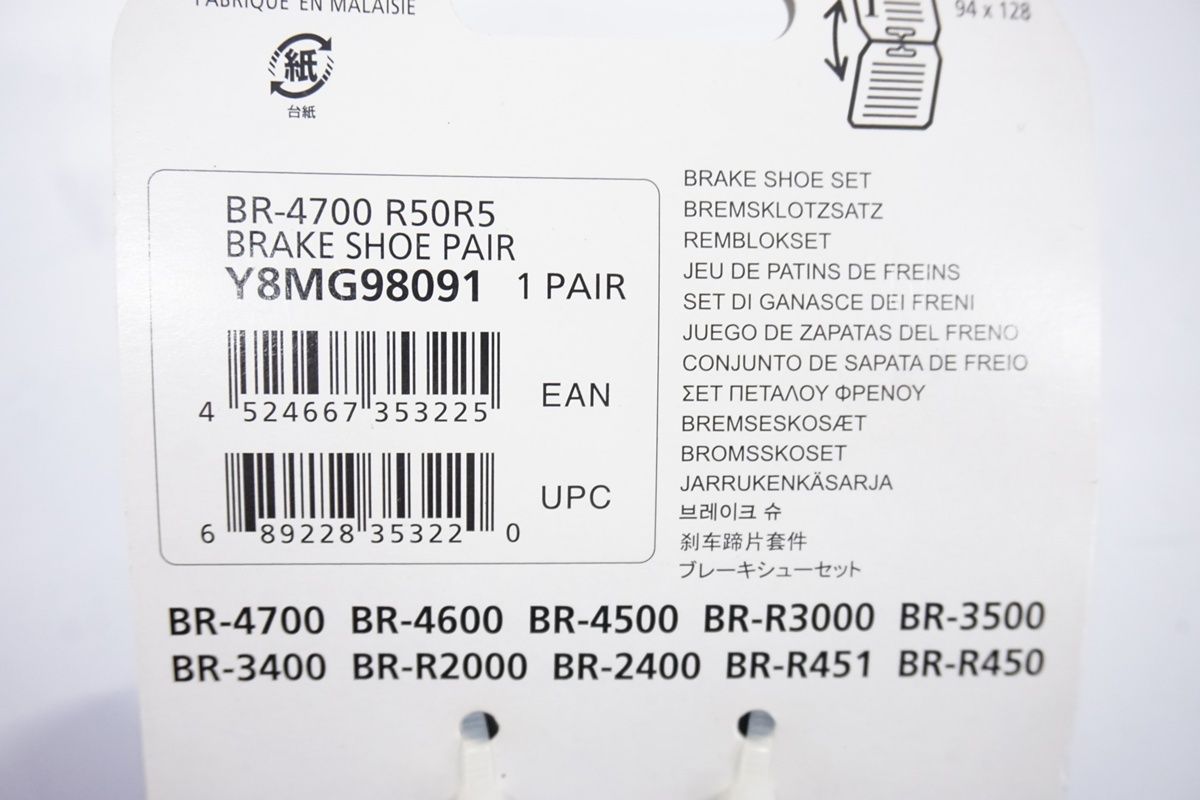 FABRIQUÉ EN MALAISIE
94 x 128
紙
台紙
BR-4700 R50R5
BRAKE SHOE PAIR
Y8MG98091 1 PAIR
4 524667 353225
EAN
6 89228 35322 0
UPC
BRAKE SHOE SET
BREMSKLOTZSATZ
REMBLOKSET
JEU DE PATINS DE FREINS
SET DI GANASCE DEI FRENI
JUEGO DE ZAPATAS DEL FRENO
CONJUNTO DE SAPATA DE FREIO
ΣΕΤ ΠΕΤΑΛΟΥ ΦΡΕΝΟΥ
BREMSESKOSÆT
BROMSSKOSET
JARRUKENKÄSARJA
브레이크 슈
刹车蹄片套件
ブレーキシューセット
BR-4700 BR-4600 BR-4500 BR-R3000 BR-3500
BR-3400 BR-R2000 BR-2400 BR-R451 BR-R450